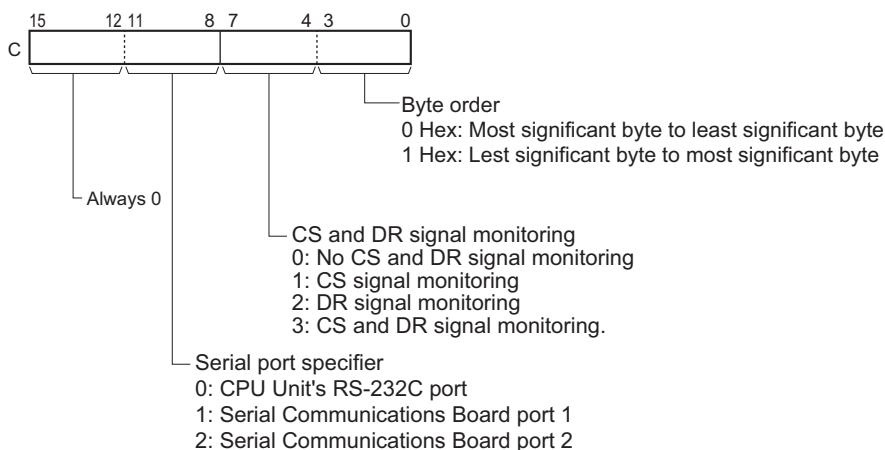 15 12 11 8 7 4 3 0
C
Byte order
0 Hex: Most significant byte to least significant byte
1 Hex: Lest significant byte to most significant byte
Always 0
CS and DR signal monitoring
0: No CS and DR signal monitoring
1: CS signal monitoring
2: DR signal monitoring
3: CS and DR signal monitoring.
Serial port specifier
0: CPU Unit's RS-232C port
1: Serial Communications Board port 1
2: Serial Communications Board port 2